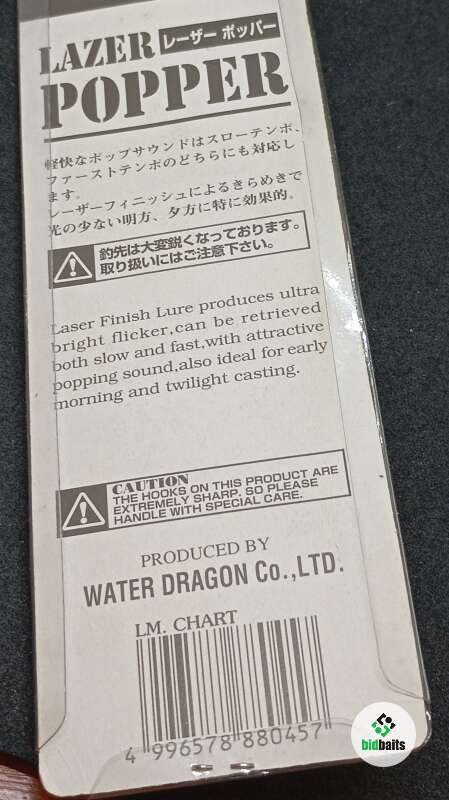 LAZER レーザー ポッパー
POPPER
軽快なポップサウンドはスローテンポ、
ファーストテンポのどちらにも対応し
ます。
レーザーフィニッシュによるきらめきで
光の少ない明方、夕方に特に効果的。
釣先は大変鋭くなっております。
取り扱いにはご注意下さい。
Laser Finish Lure produces ultra
bright flicker,can be retrieved
both slow and fast,with attractive
popping sound,also ideal for early
morning and twilight casting.
CAUTION
THE HOOKS ON THIS PRODUCT ARE
EXTREMELY SHARP. SO PLEASE
HANDLE WITH SPECIAL CARE.
PRODUCED BY
WATER DRAGON Co.,LTD.
LM. CHART
4 996578 880457
bidbaits